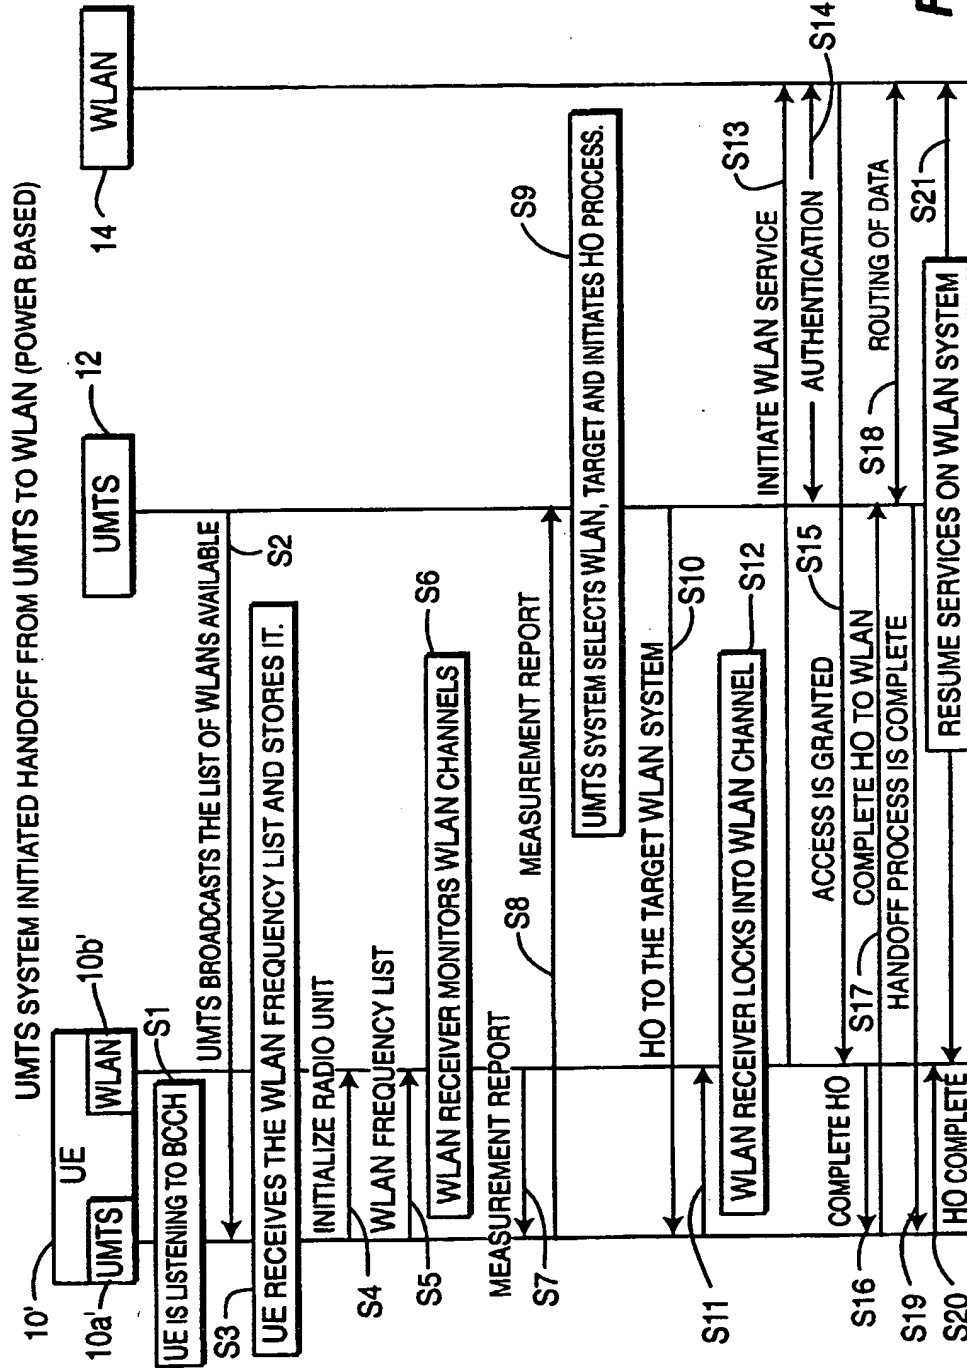 UMTS SYSTEM INITIATED HANDOFF FROM UMTS TO WLAN (POWER BASED)
10'
UE
10a'
UMTS
WLAN
10b'
UMTS
12
14
WLAN
UE IS LISTENING TO BCCH
S1
UMTS BROADCASTS THE LIST OF WLANS AVAILABLE
S2
S3
UE RECEIVES THE WLAN FREQUENCY LIST AND STORES IT.
INITIALIZE RADIO UNIT
S4
WLAN FREQUENCY LIST
S5
WLAN RECEIVER MONITORS WLAN CHANNELS
S6
MEASUREMENT REPORT
S7
S8
MEASUREMENT REPORT
UMTS SYSTEM SELECTS WLAN, TARGET AND INITIATES HO PROCESS.
S9
HO TO THE TARGET WLAN SYSTEM
S10
S11
WLAN RECEIVER LOCKS INTO WLAN CHANNEL
S12
INITIATE WLAN SERVICE
S13
AUTHENTICATION
S14
ACCESS IS GRANTED
S15
COMPLETE HO
S16
S17
COMPLETE HO TO WLAN
S18
ROUTING OF DATA
HANDOFF PROCESS IS COMPLETE
S19
HO COMPLETE
S20
RESUME SERVICES ON WLAN SYSTEM
S21